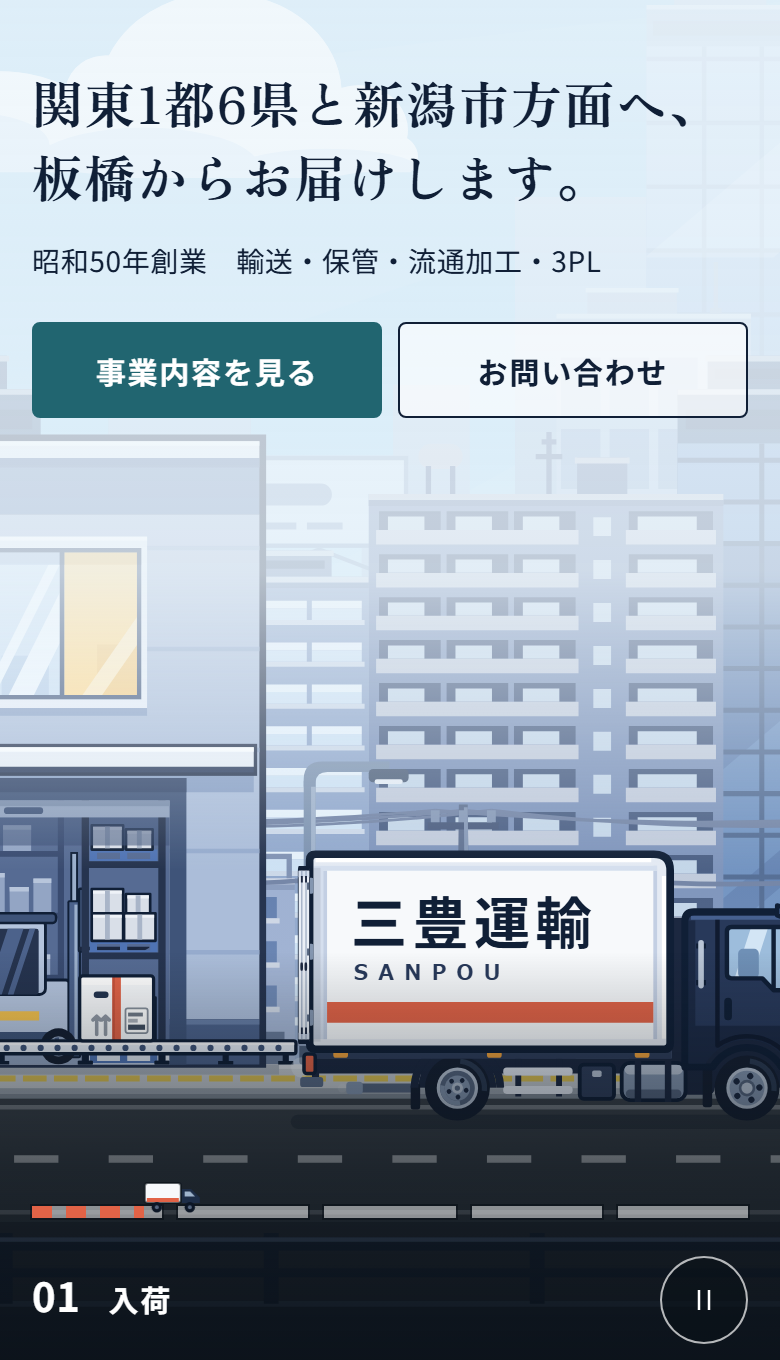 関東1都6県と新潟市方面へ、
板橋からお届けします。
昭和50年創業　輸送・保管・流通加工・3PL
事業内容を見る
お問い合わせ
三豊運輸
SANPOU
01 入荷